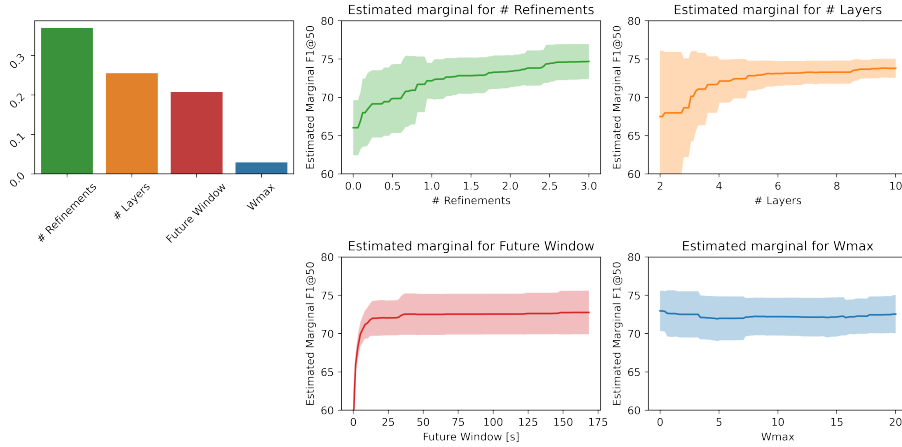 0.3
0.2
0.1
0.0
# Refinements
# Layers
Future Window
Wmax
Estimated marginal for # Refinements
Estimated Marginal F1@50
80
75
70
65
60
0.0 0.5 1.0 1.5 2.0 2.5 3.0
# Refinements
Estimated marginal for # Layers
Estimated Marginal F1@50
80
75
70
65
60
2 4 6 8 10
# Layers
Estimated marginal for Future Window
Estimated Marginal F1@50
80
75
70
65
60
0 25 50 75 100 125 150 175
Future Window [s]
Estimated marginal for Wmax
Estimated Marginal F1@50
80
75
70
65
60
0 5 10 15 20
Wmax